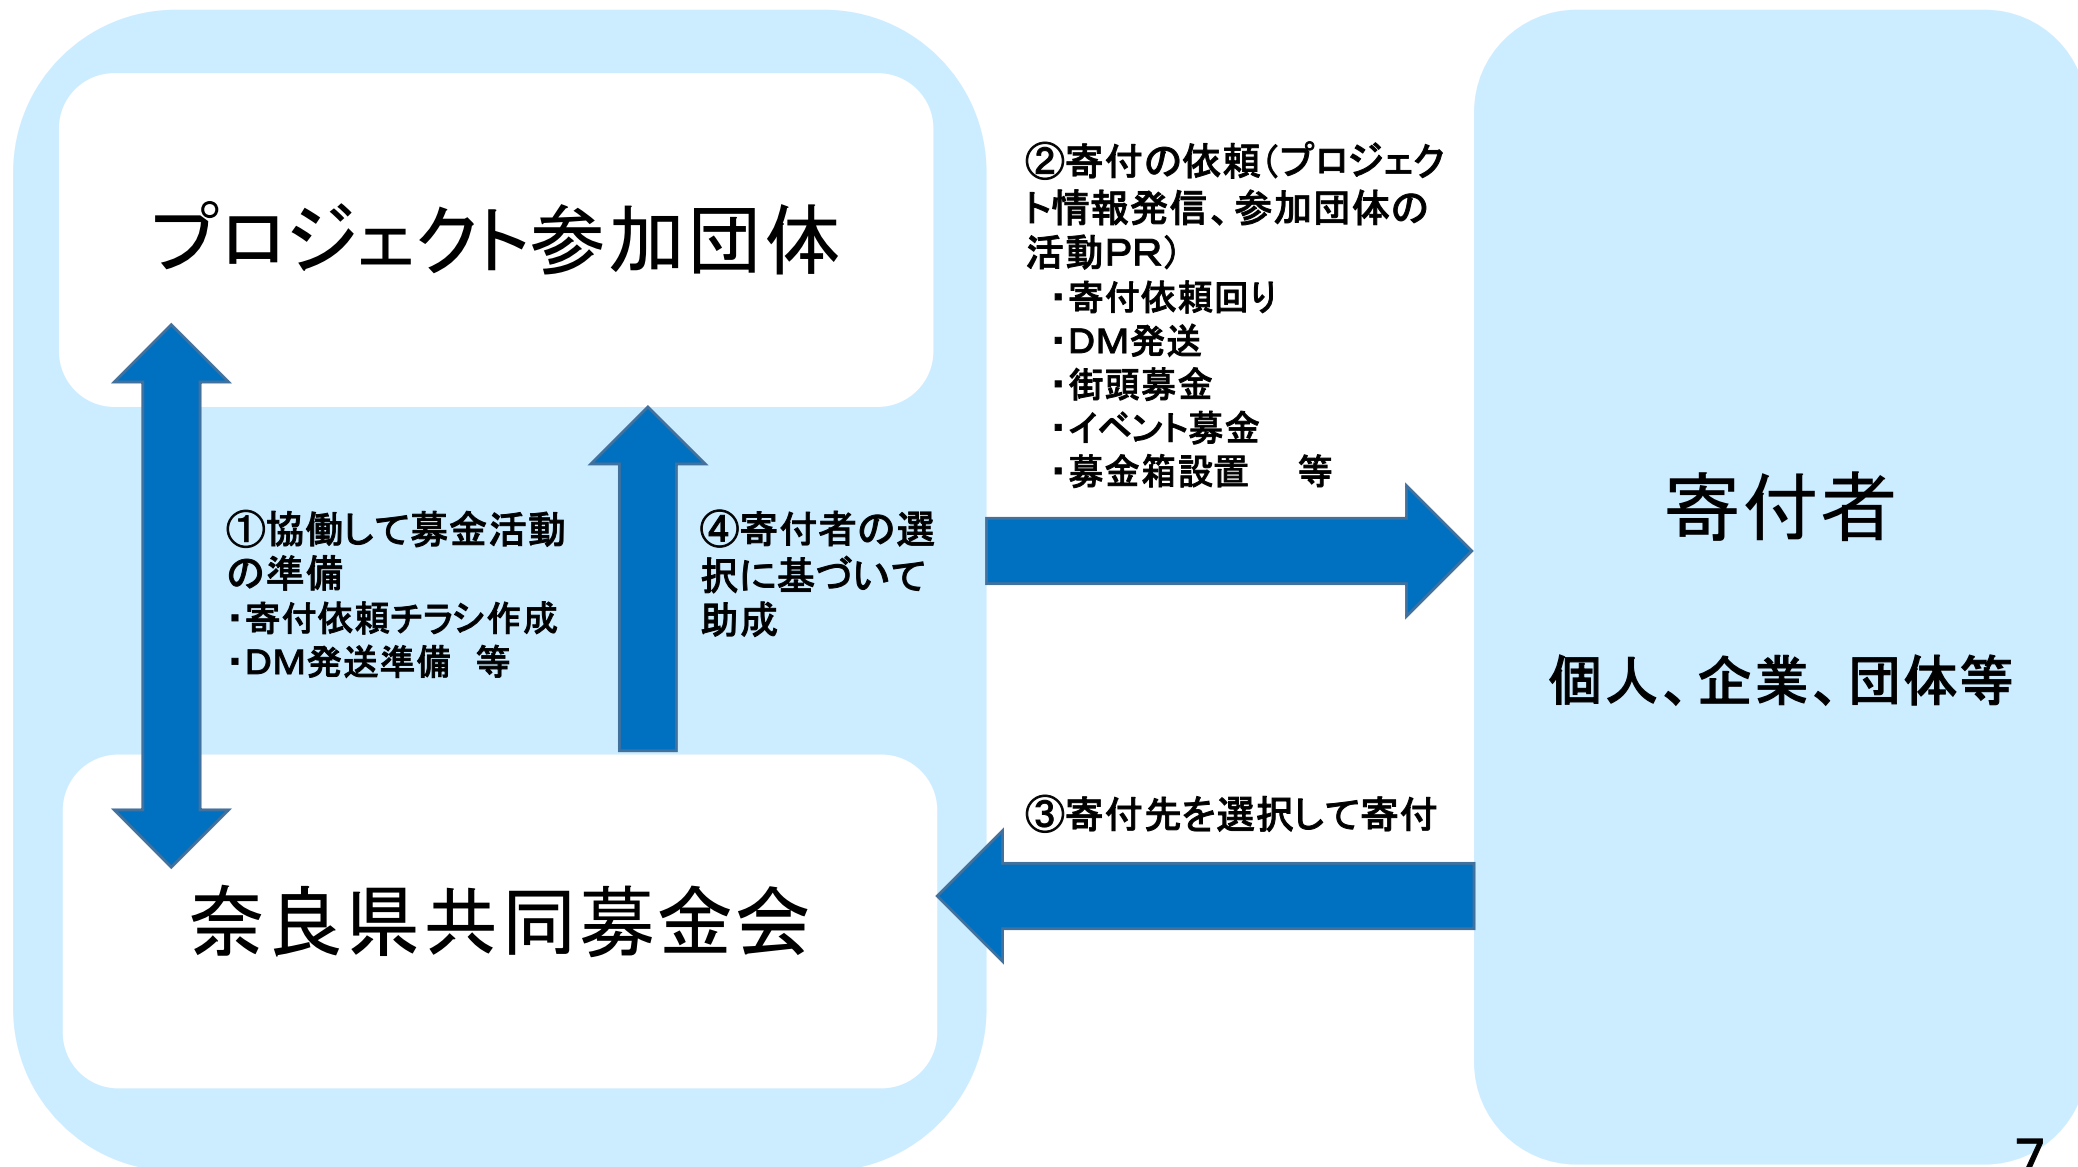 プロジェクト参加団体
①協働して募金活動
の準備
・寄付依頼チラシ作成
・DM発送準備　等
④寄付者の選
択に基づいて
助成
奈良県共同募金会
②寄付の依頼（プロジェク
ト情報発信、参加団体の
活動PR）
・寄付依頼回り
・DM発送
・街頭募金
・イベント募金
・募金箱設置　等
③寄付先を選択して寄付
寄付者
個人、企業、団体等
7